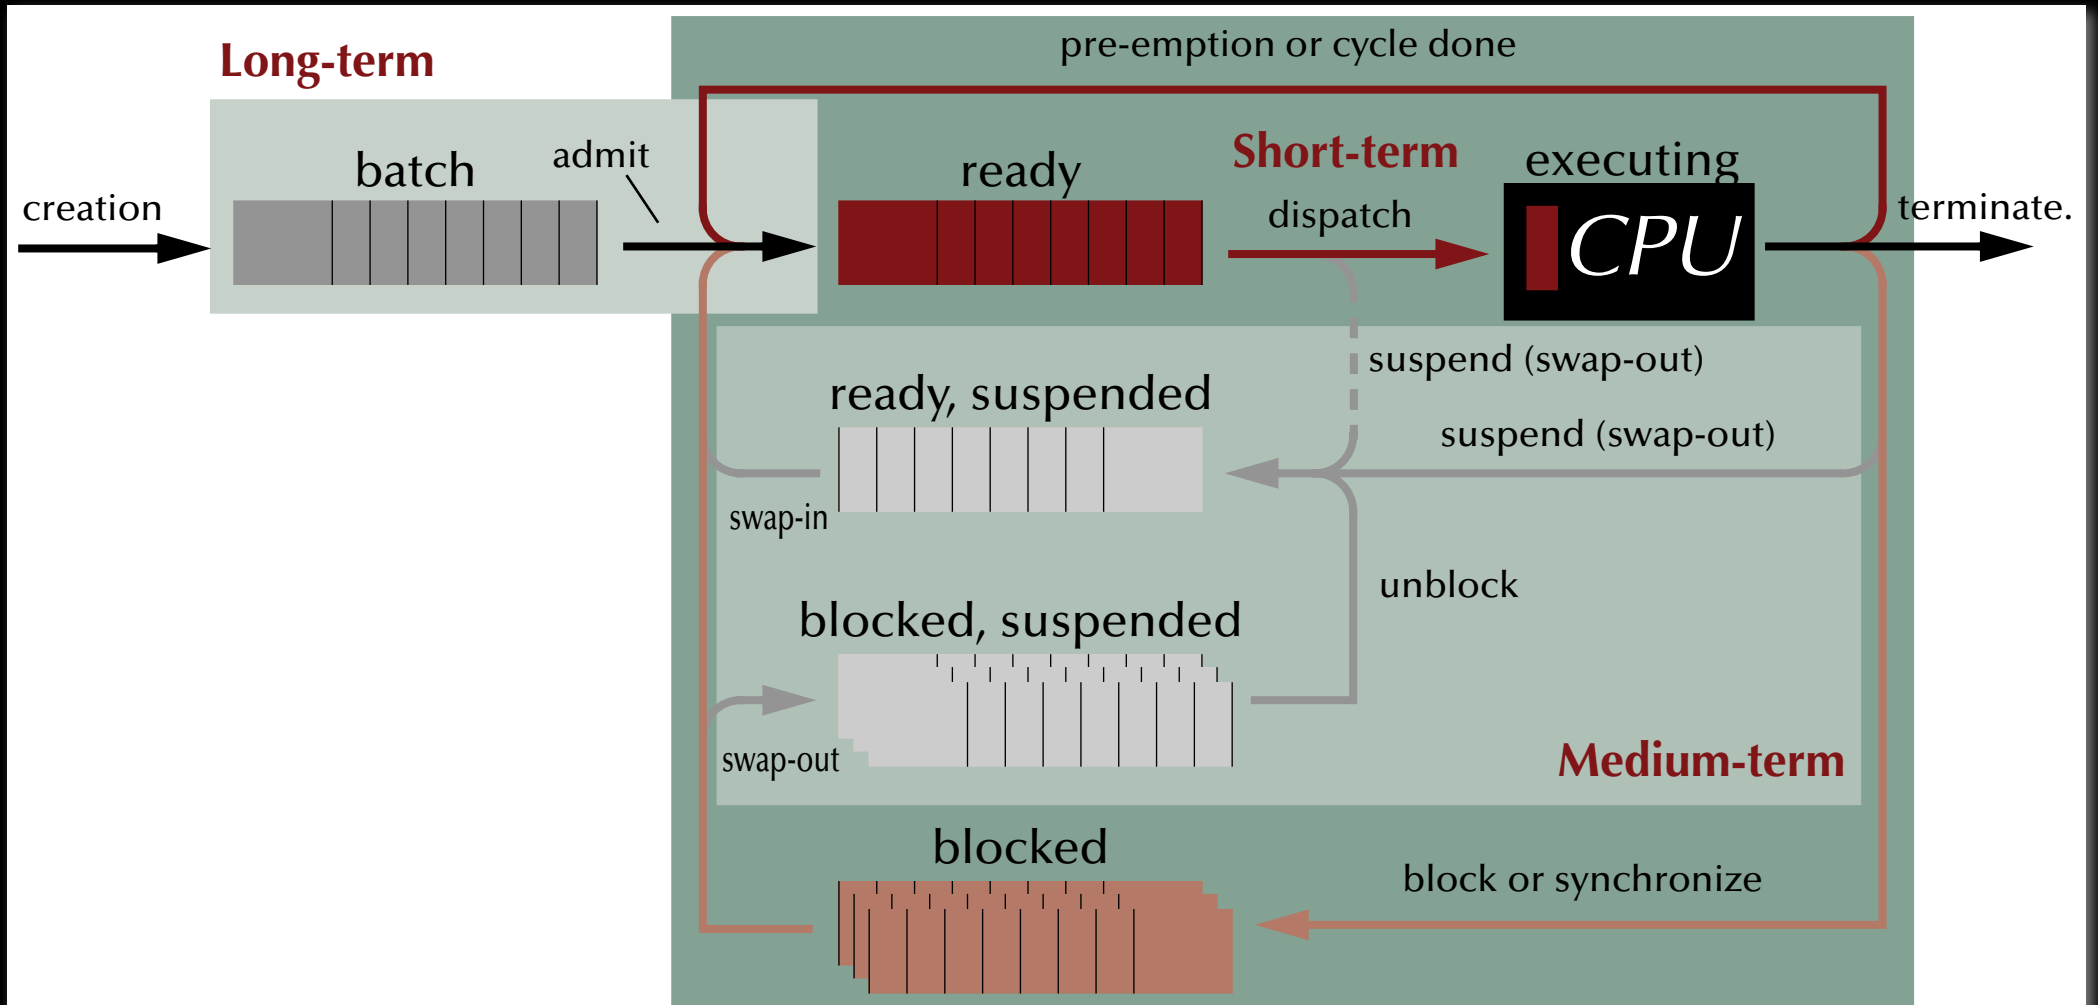 pre-emption or cycle done
Long-term
batch
admit
ready
Short-term
executing
creation
dispatch
CPU
terminate.
suspend (swap-out)
ready, suspended
suspend (swap-out)
swap-in
unblock
blocked, suspended
swap-out
Medium-term
blocked
block or synchronize